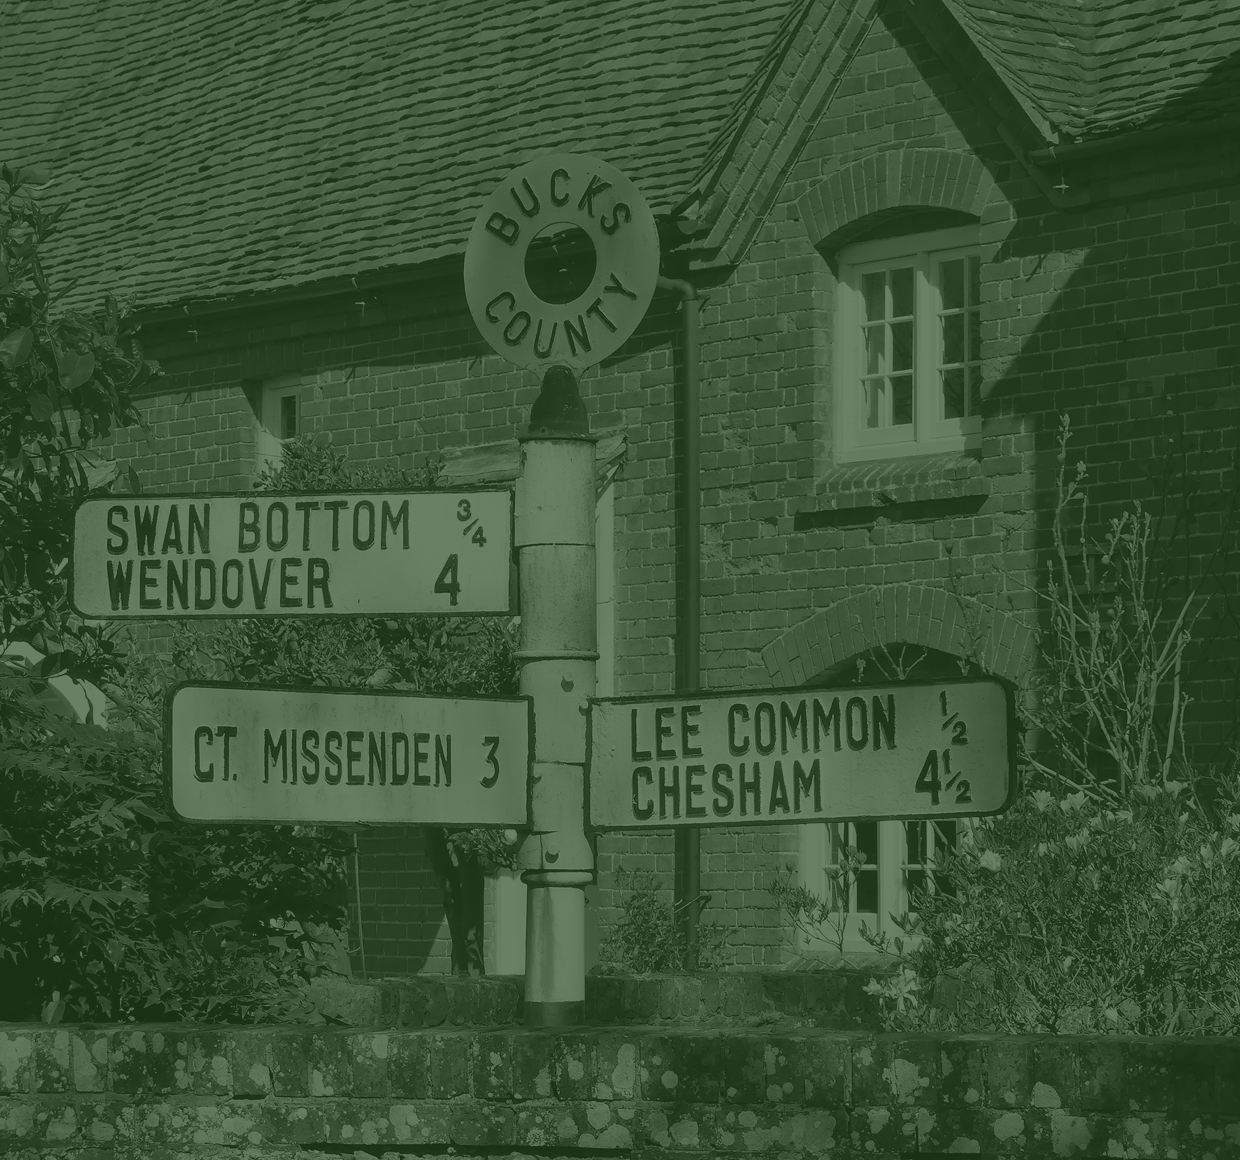 BUCKS
COUNTY
SWAN BOTTOM 3/4
WENDOVER 4
CT. MISSENDEN 3
LEE COMMON 1/2
CHESHAM 4 1/2